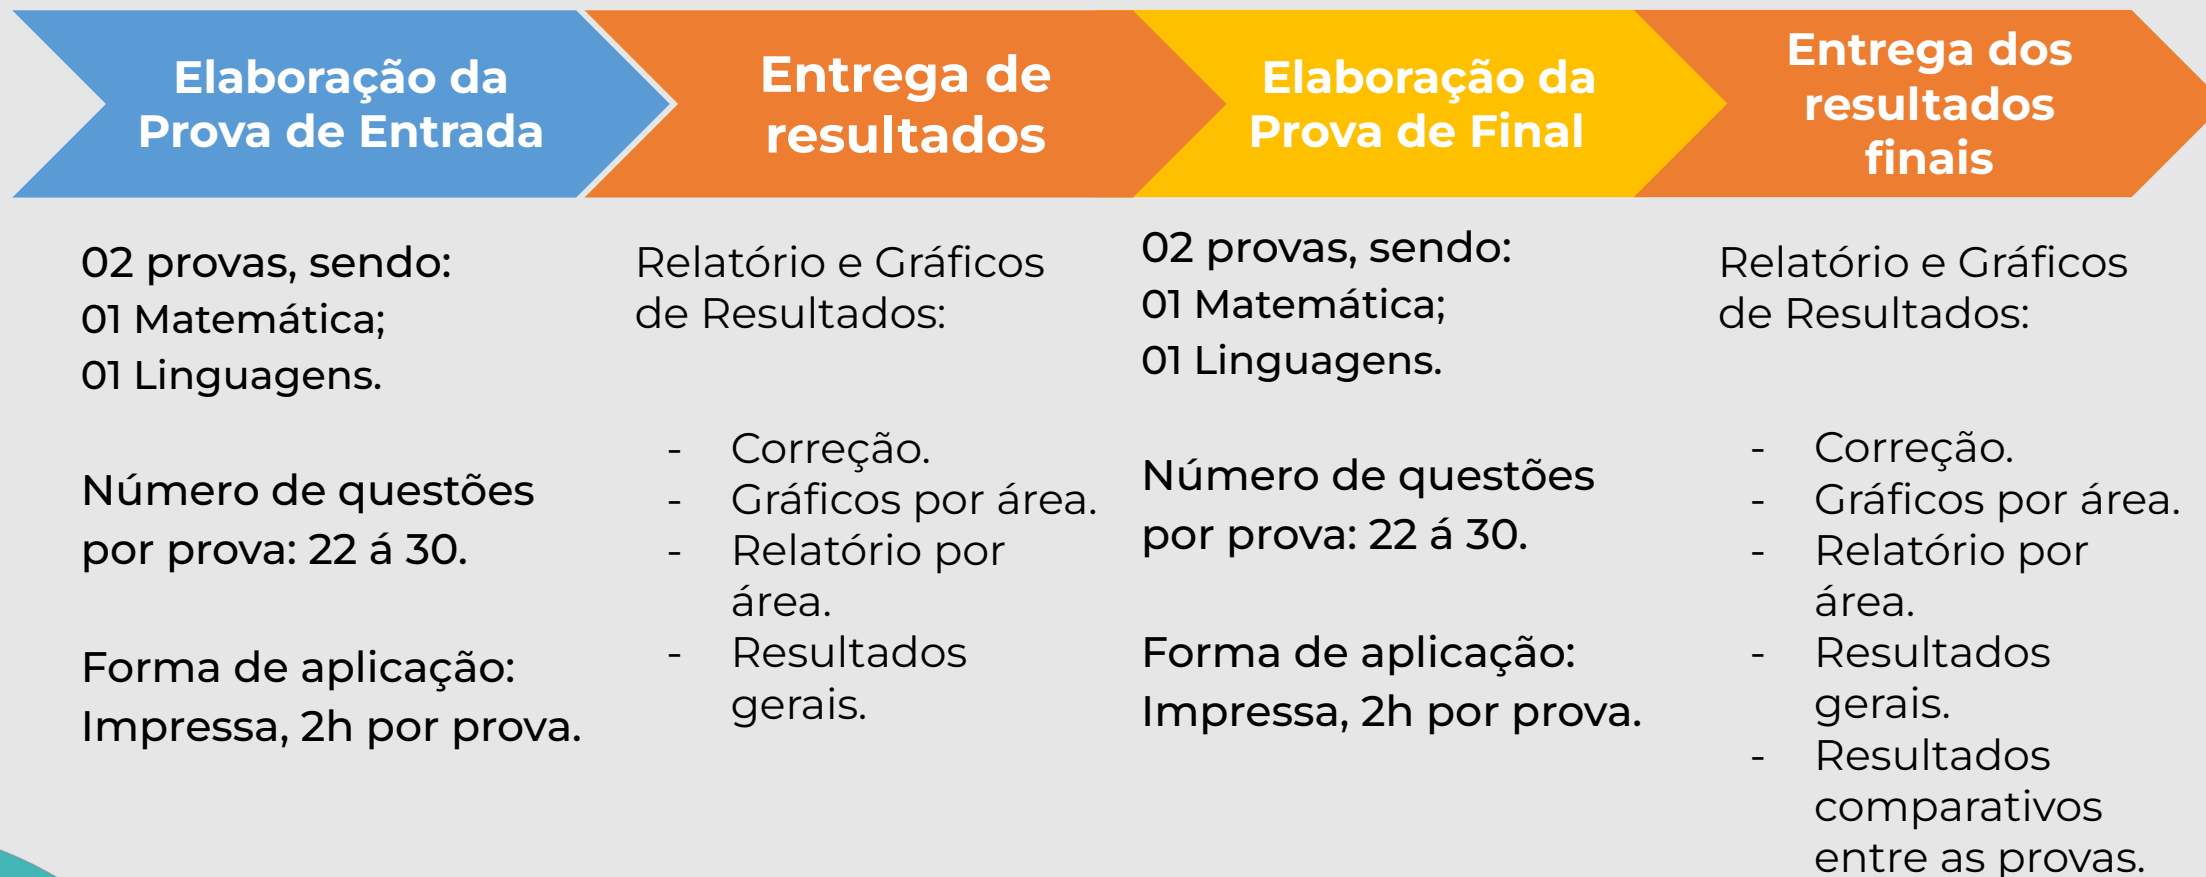 Elaboração da
Prova de Entrada
Entrega de
resultados
Elaboração da
Prova de Final
Entrega dos
resultados
finais
02 provas, sendo:
01 Matemática;
01 Linguagens.
Número de questões
por prova: 22 á 30.
Forma de aplicação:
Impressa, 2h por prova.
Relatório e Gráficos
de Resultados:
- Correção.
- Gráficos por área.
- Relatório por
área.
- Resultados
gerais.
02 provas, sendo:
01 Matemática;
01 Linguagens.
Número de questões
por prova: 22 á 30.
Forma de aplicação:
Impressa, 2h por prova.
Relatório e Gráficos
de Resultados:
- Correção.
- Gráficos por área.
- Relatório por
área.
- Resultados
gerais.
- Resultados
comparativos
entre as provas.